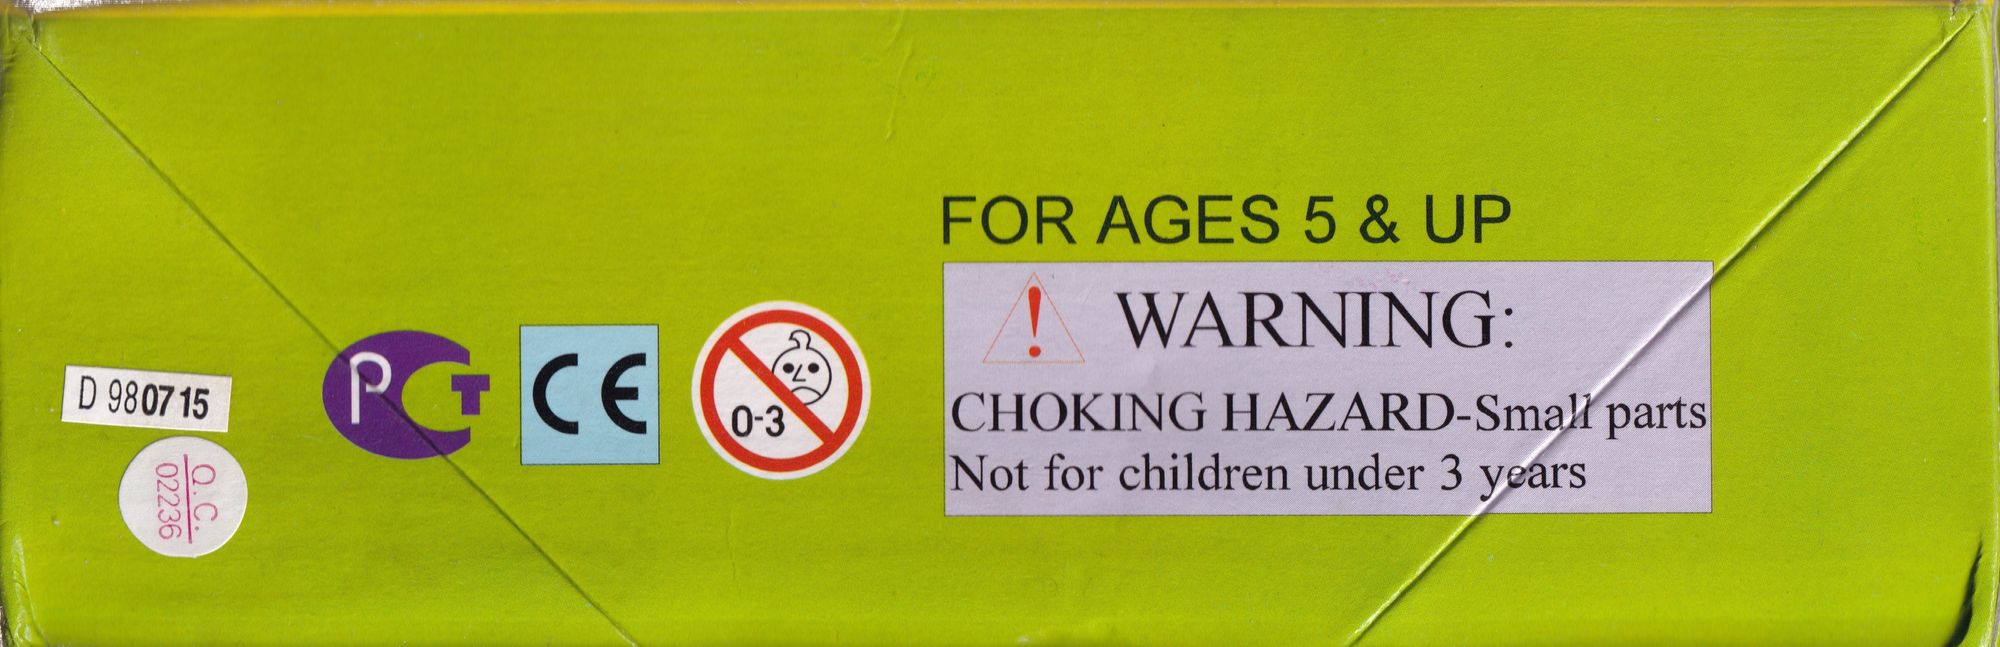 FOR AGES 5 & UP
WARNING:
CHOKING HAZARD-Small parts
Not for children under 3 years
0-3
CE
PCT
D 980715
Q.C.
02236